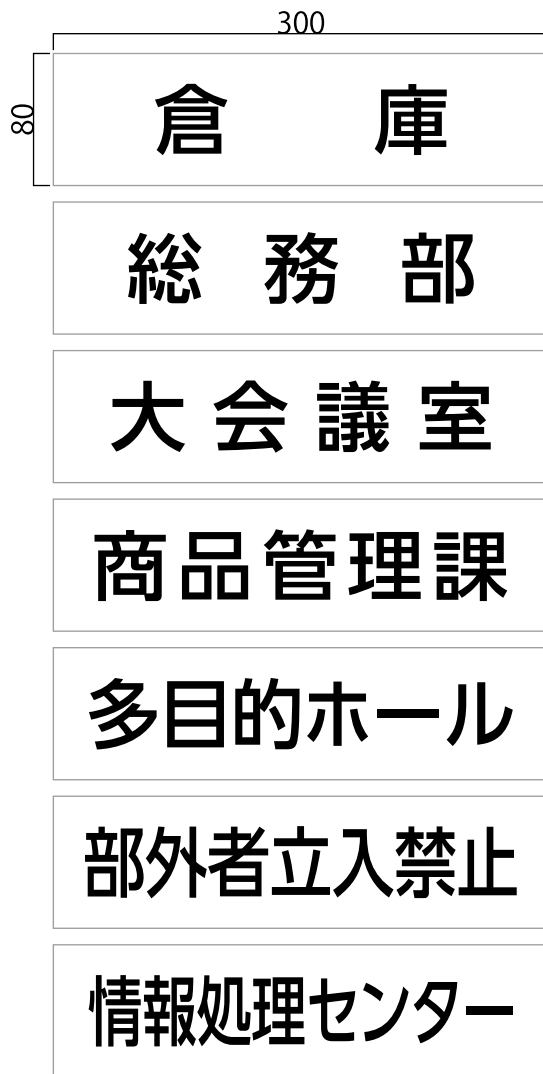 300
80
倉庫
総務部
大会議室
商品管理課
多目的ホール
部外者立入禁止
情報処理センター